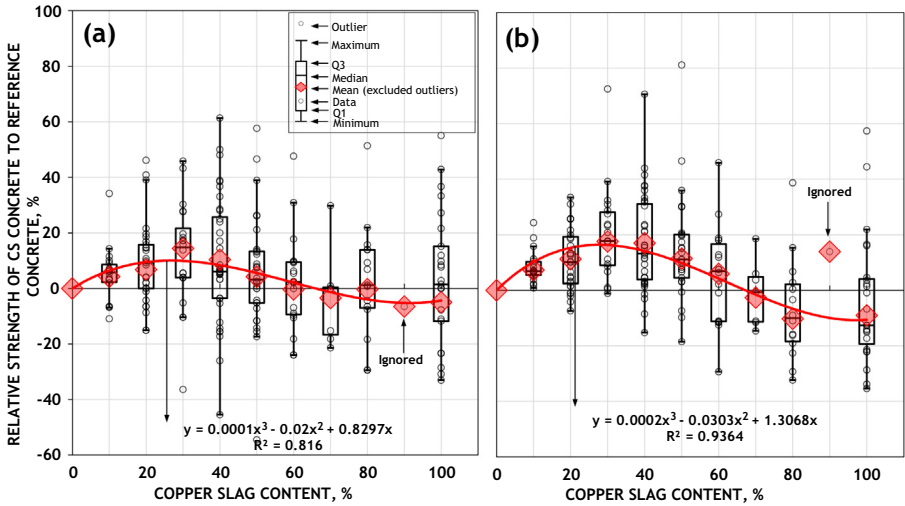 RELATIVE STRENGTH OF CS CONCRETE TO REFERENCE
CONCRETE, %
100
80
60
40
20
0
-20
-40
-60
(a)
Outlier
Maximum
Q3
Median
Mean (excluded outliers)
Data
Q1
Minimum
Ignored
y = 0.0001x³ - 0.02x² + 0.8297x
R² = 0.816
0 20 40 60 80 100
COPPER SLAG CONTENT, %
(b)
Ignored
y = 0.0002x³ - 0.0303x² + 1.3068x
R² = 0.9364
0 20 40 60 80 100
COPPER SLAG CONTENT, %